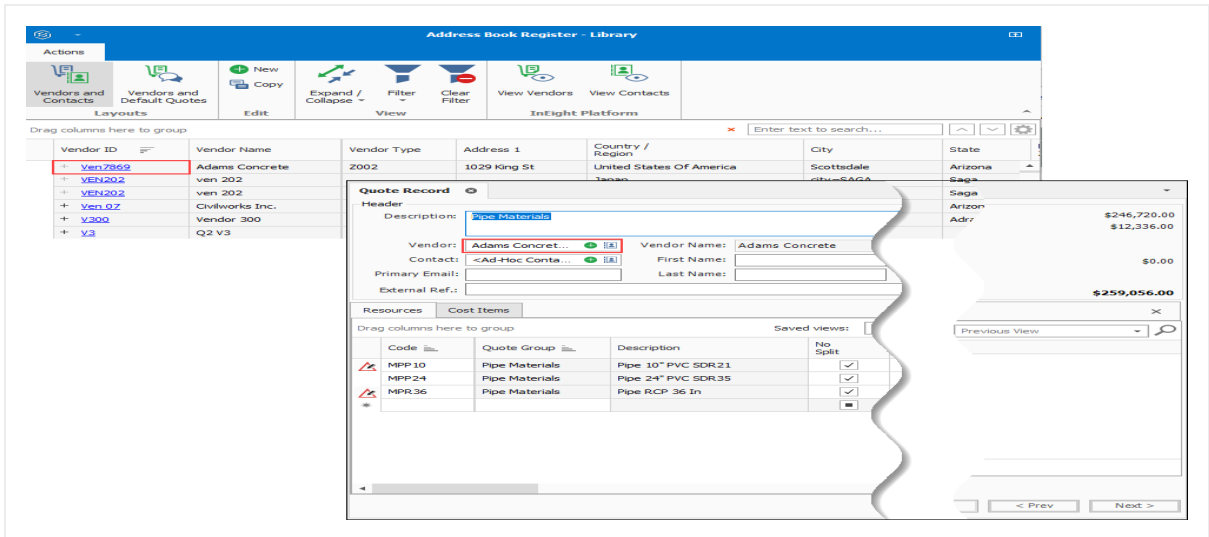 Address Book Register - Library
Actions
Vendors and Contacts
Vendors and Default Quotes
New
Copy
Expand / Collapse
Filter
Clear Filter
View Vendors
View Contacts
Layouts
Edit
View
InEight Platform
Drag columns here to group
Enter text to search...
Vendor ID Vendor Name Vendor Type Address 1 Country / Region City State
+ Ven7869 Adams Concrete Z002 1029 King St United States Of America Scottsdale Arizona
+ VEN202 ven 202 Japan city=SAGA Saga
+ VEN202 ven 202 Saga
+ Ven 07 Civilworks Inc. Arizon
+ V300 Vendor 300
+ V3 Q2 V3
Quote Record
Header
Description: Pipe Materials
$246,720.00
$12,336.00
Vendor: Adams Concret... Vendor Name: Adams Concrete
Contact: <Ad-Hoc Conta... First Name:
$0.00
Primary Email: Last Name:
External Ref.:
$259,056.00
Resources Cost Items
Drag columns here to group Saved views: Previous View
Code Quote Group Description No Split
MPP10 Pipe Materials Pipe 10" PVC SDR21
MPP24 Pipe Materials Pipe 24" PVC SDR35
MPR36 Pipe Materials Pipe RCP 36 In
< Prev Next >